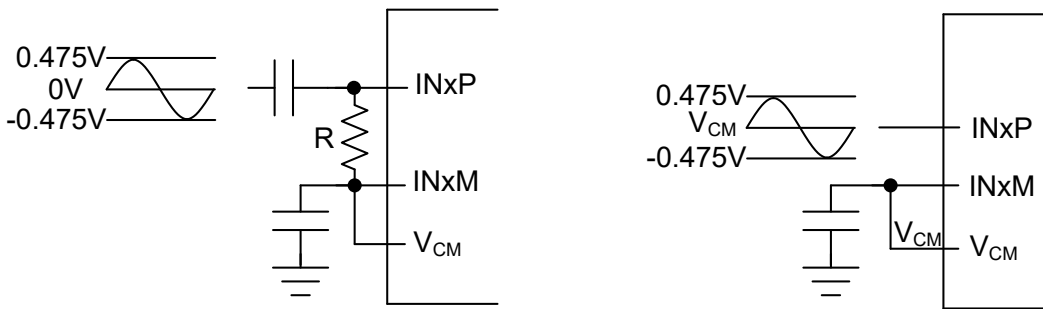 0.475V
0V
-0.475V
R
INxP
INxM
VCM
0.475V
VCM
-0.475V
INxP
INxM
VCM
VCM